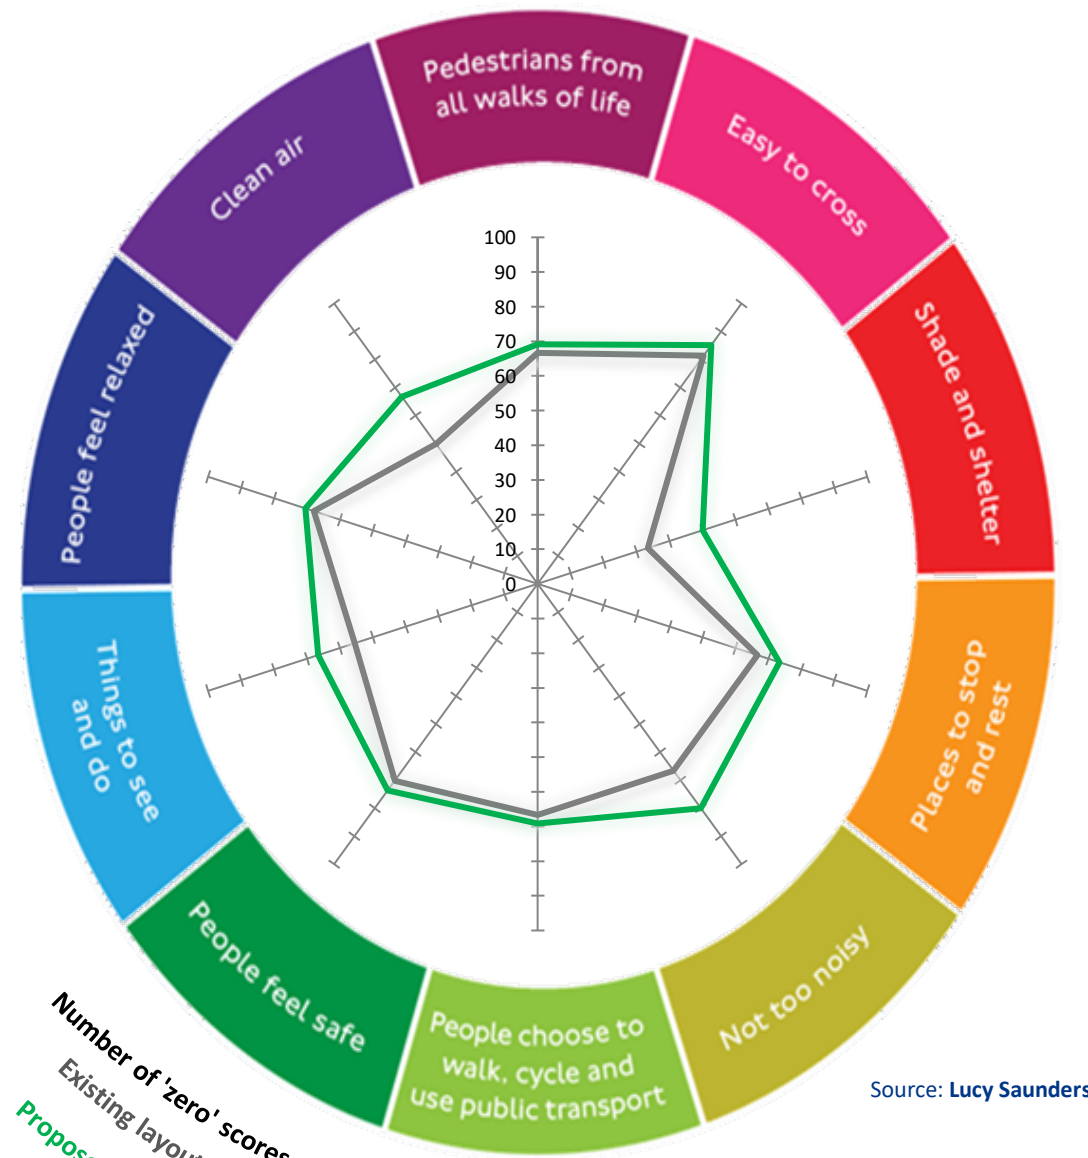 Pedestrians from
all walks of life
Easy to cross
Shade and shelter
Places to stop
and rest
Not too noisy
People choose to
walk, cycle and
use public transport
People feel safe
Things to see
and do
People feel relaxed
Clean air
100
90
80
70
60
50
40
30
20
10
0
Number of 'zero' scores
Existing
Source: Lucy Saunders